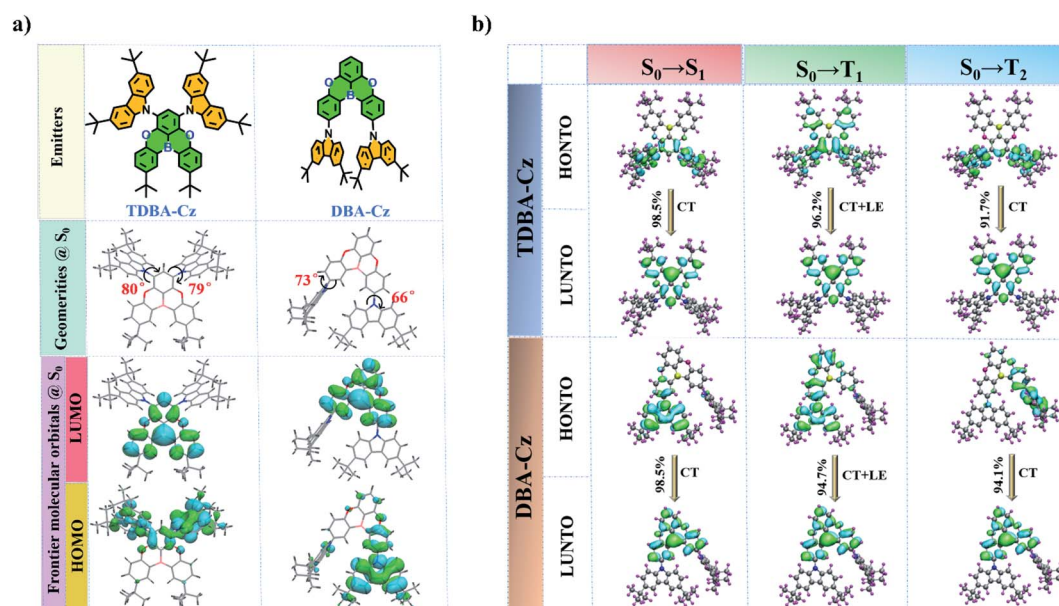 a)
Emitters
O
O
B
N
N
TDBA-Cz
O
O
B
N
N
DBA-Cz
Geomerities @ S₀
80°
79°
73°
66°
Frontier molecular orbitals @ S₀
LUMO
HOMO
b)
S₀→S₁
S₀→T₁
S₀→T₂
TDBA-Cz
HONTO
98.5%
CT
96.2%
CT+LE
91.7%
CT
LUNTO
DBA-Cz
HONTO
98.5%
CT
94.7%
CT+LE
94.1%
CT
LUNTO